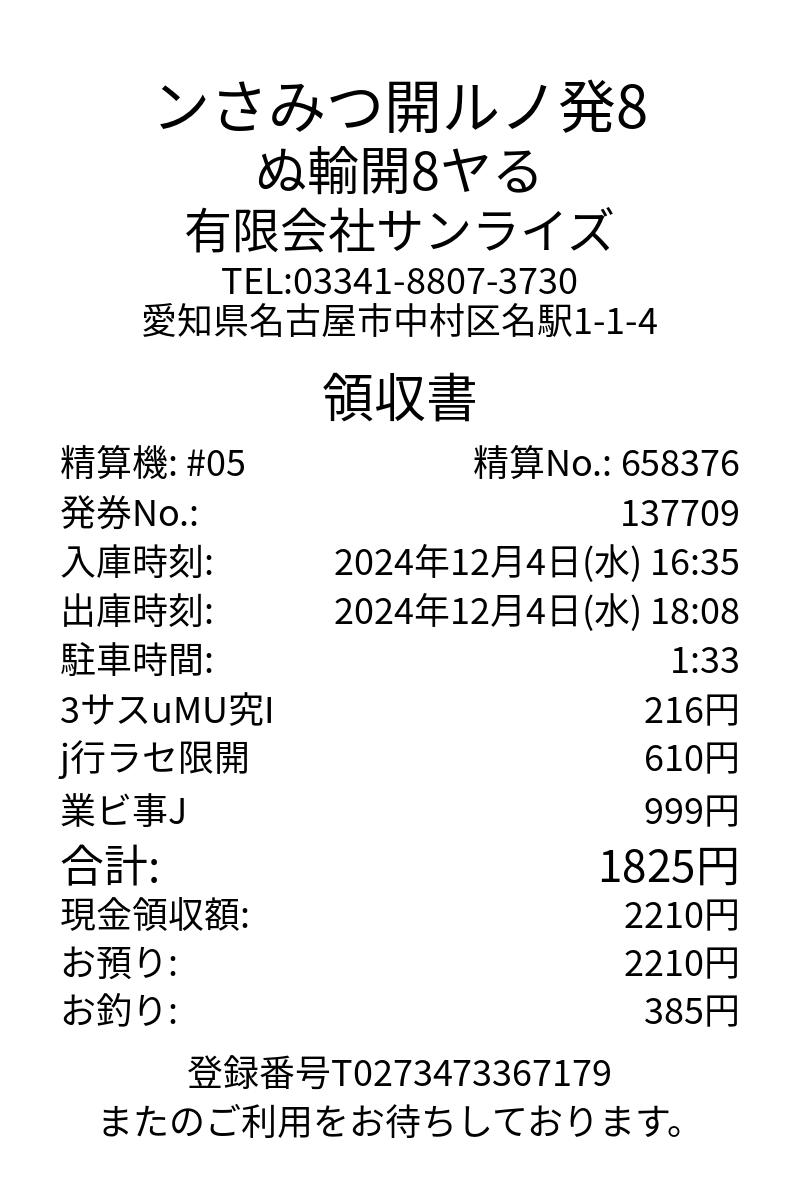 ンさみつ開ルノ発8
ぬ輸開8ヤる
有限会社サンライズ
TEL:03341-8807-3730
愛知県名古屋市中村区名駅1-1-4
領収書
精算機: #05 精算No.: 658376
発券No.: 137709
入庫時刻: 2024年12月4日(水) 16:35
出庫時刻: 2024年12月4日(水) 18:08
駐車時間: 1:33
3サスuMU究I 216円
j行ラセ限開 610円
業ビ事J 999円
合計: 1825円
現金領収額: 2210円
お預り: 2210円
お釣り: 385円
登録番号T0273473367179
またのご利用をお待ちしております。